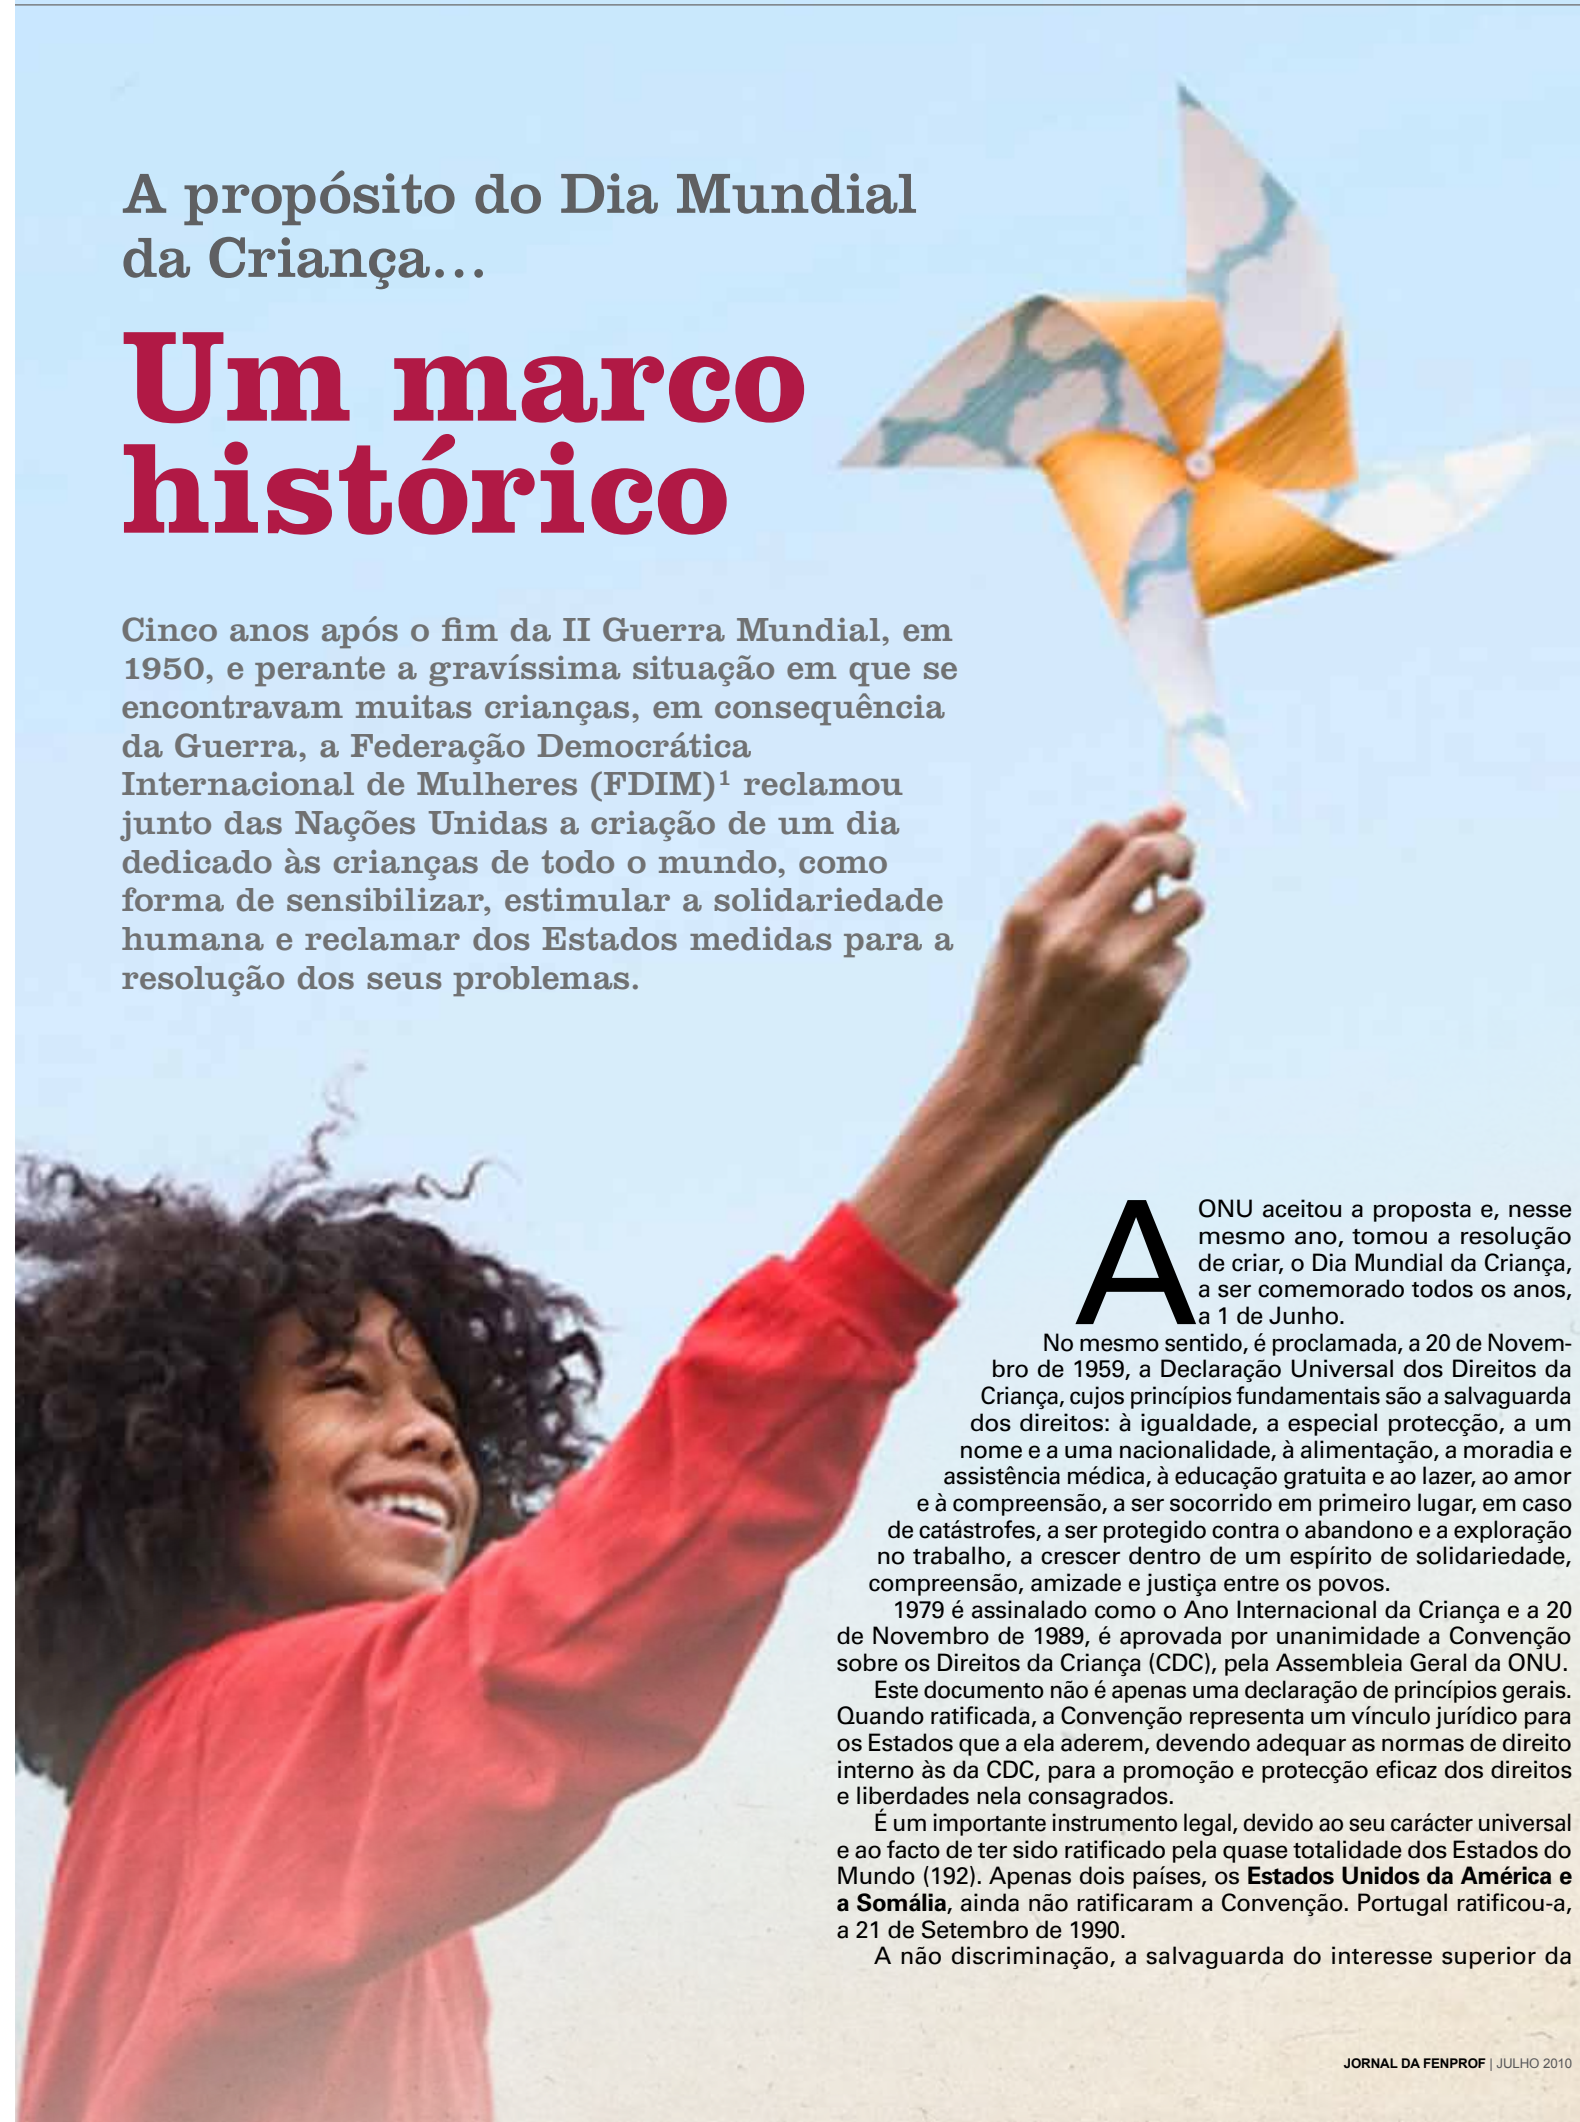 A propósito do Dia Mundial
da Criança...
Um marco
histórico
Cinco anos após o fim da II Guerra Mundial, em
1950, e perante a gravíssima situação em que se
encontravam muitas crianças, em consequência
da Guerra, a Federação Democrática
Internacional de Mulheres (FDIM)¹ reclamou
junto das Nações Unidas a criação de um dia
dedicado às crianças de todo o mundo, como
forma de sensibilizar, estimular a solidariedade
humana e reclamar dos Estados medidas para a
resolução dos seus problemas.
A ONU aceitou a proposta e, nesse
mesmo ano, tomou a resolução
de criar, o Dia Mundial da Criança,
a ser comemorado todos os anos,
a 1 de Junho.
No mesmo sentido, é proclamada, a 20 de Novem-
bro de 1959, a Declaração Universal dos Direitos da
Criança, cujos princípios fundamentais são a salvaguarda
dos direitos: à igualdade, a especial protecção, a um
nome e a uma nacionalidade, à alimentação, a moradia e
assistência médica, à educação gratuita e ao lazer, ao amor
e à compreensão, a ser socorrido em primeiro lugar, em caso
de catástrofes, a ser protegido contra o abandono e a exploração
no trabalho, a crescer dentro de um espírito de solidariedade,
compreensão, amizade e justiça entre os povos.
1979 é assinalado como o Ano Internacional da Criança e a 20
de Novembro de 1989, é aprovada por unanimidade a Convenção
sobre os Direitos da Criança (CDC), pela Assembleia Geral da ONU.
Este documento não é apenas uma declaração de princípios gerais.
Quando ratificada, a Convenção representa um vínculo jurídico para
os Estados que a ela aderem, devendo adequar as normas de direito
interno às da CDC, para a promoção e protecção eficaz dos direitos
e liberdades nela consagrados.
É um importante instrumento legal, devido ao seu carácter universal
e ao facto de ter sido ratificado pela quase totalidade dos Estados do
Mundo (192). Apenas dois países, os Estados Unidos da América e
a Somália, ainda não ratificaram a Convenção. Portugal ratificou-a,
a 21 de Setembro de 1990.
A não discriminação, a salvaguarda do interesse superior da
JORNAL DA FENPROF | JULHO 2010